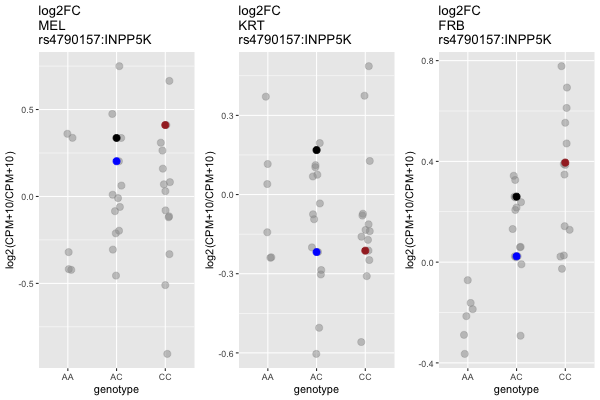 log2FC
MEL
rs4790157:INPP5K
log2(CPM+10/CPM+10)
0.5
0.0
-0.5
AA AC CC
genotype
log2FC
KRT
rs4790157:INPP5K
log2(CPM+10/CPM+10)
0.3
0.0
-0.3
-0.6
AA AC CC
genotype
log2FC
FRB
rs4790157:INPP5K
log2(CPM+10/CPM+10)
0.8
0.4
0.0
-0.4
AA AC CC
genotype